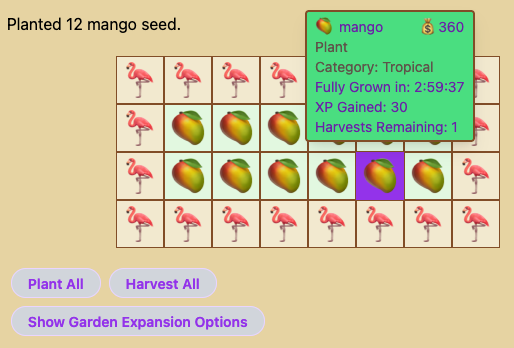 Planted 12 mango seed.
mango 360
Plant
Category: Tropical
Fully Grown in: 2:59:37
XP Gained: 30
Harvests Remaining: 1
Plant All
Harvest All
Show Garden Expansion Options